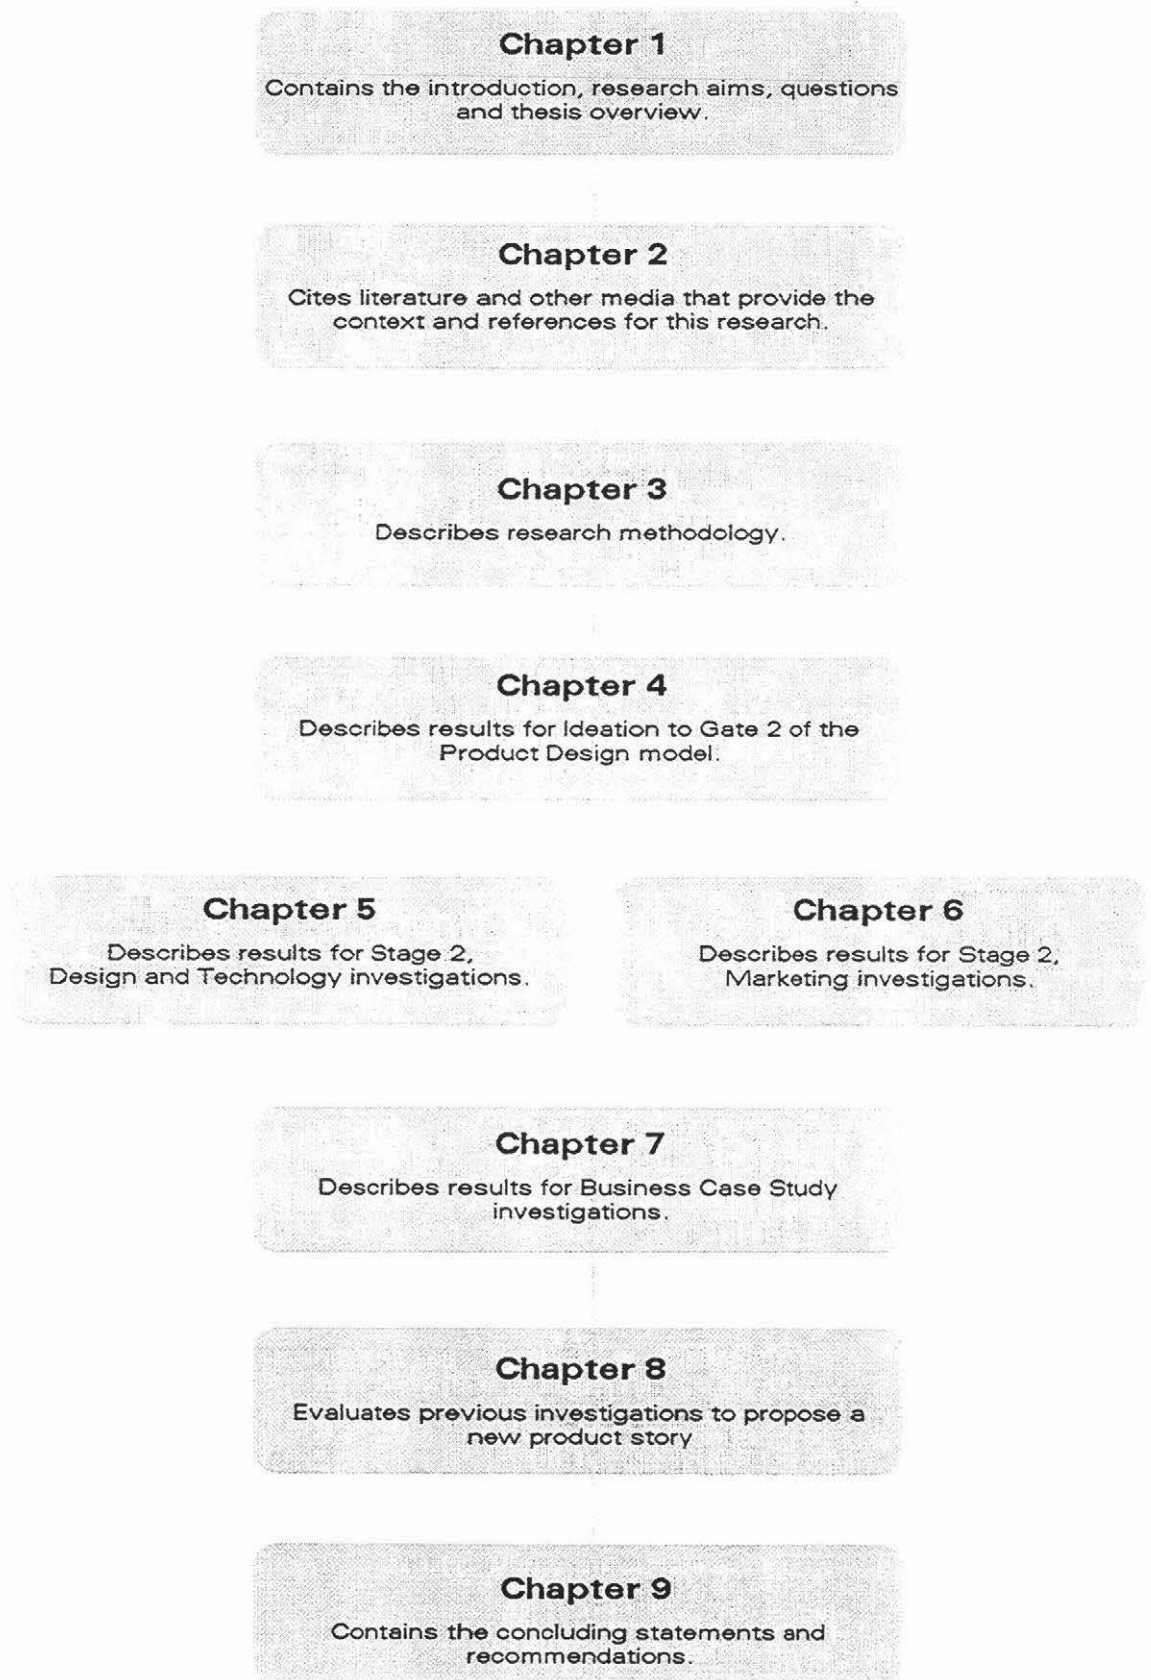 Chapter 1
Contains the introduction, research aims, questions
and thesis overview.
Chapter 2
Cites literature and other media that provide the
context and references for this research.
Chapter 3
Describes research methodology.
Chapter 4
Describes results for Ideation to Gate 2 of the
Product Design model.
Chapter 5
Describes results for Stage 2,
Design and Technology investigations.
Chapter 6
Describes results for Stage 2,
Marketing investigations.
Chapter 7
Describes results for Business Case Study
investigations.
Chapter 8
Evaluates previous investigations to propose a
new product story
Chapter 9
Contains the concluding statements and
recommendations.